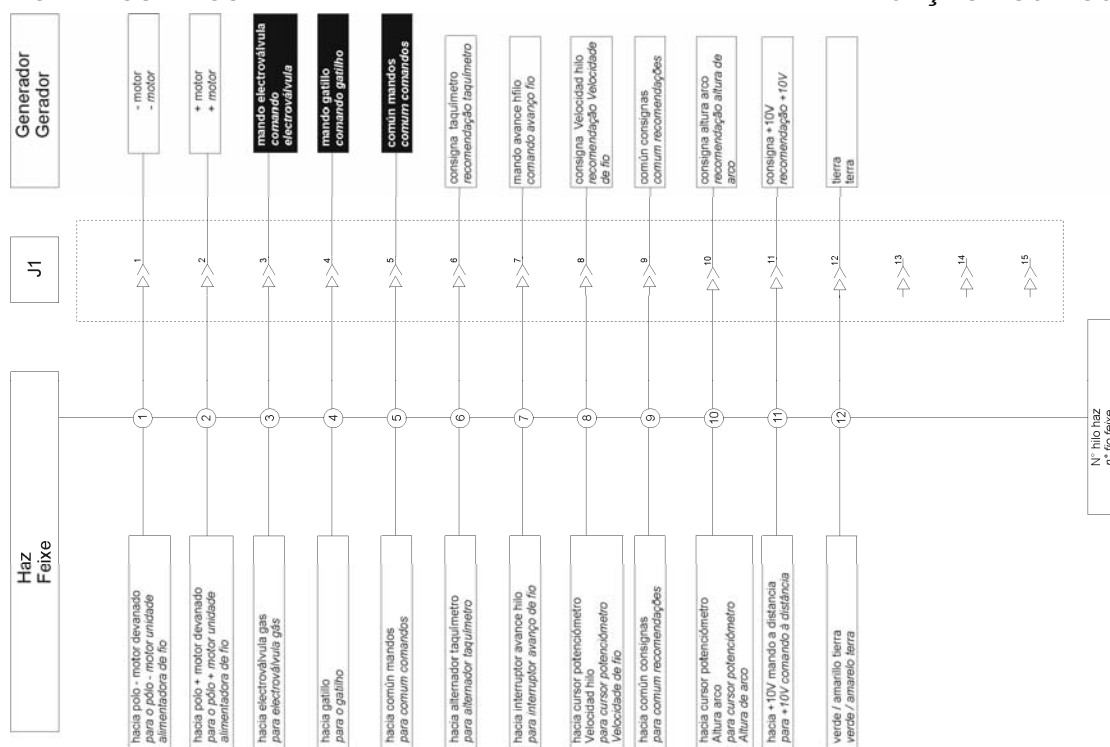 Generador
Gerador
J1
Haz
Feixe
- motor
- motor
1
1
hacia polo - motor devanado
para o pólo - motor unidade
alimentadora de fio
+ motor
+ motor
2
2
hacia polo + motor devanado
para o pólo + motor unidade
alimentadora de fio
mando electroválvula
comando
electroválvula
3
3
hacia electroválvula gas
para electroválvula gás
mando gatillo
comando gatilho
4
4
hacia gatillo
para o gatilho
común mandos
comum comandos
5
5
hacia común mandos
para comum comandos
consigna taquímetro
recomendação taquímetro
6
6
hacia alternador taquímetro
para alternador taquímetro
mando avance hfilo
comando avanço fio
7
7
hacia interruptor avance hilo
para interruptor avanço de fio
consigna Velocidad hilo
recomendação Velocidade
de fio
8
8
hacia cursor potenciómetro
Velocidad hilo
para cursor potenciómetro
Velocidade de fio
común consignas
comum recomendações
9
9
hacia común consignas
para comum recomendações
consigna altura arco
recomendação altura de
arco
10
10
hacia cursor potenciómetro
Altura arco
para cursor potenciómetro
Altura de arco
consigna +10V
recomendação +10V
11
11
hacia +10V mando a distancia
para +10V comando à distância
tierra
terra
12
12
verde / amarillo tierra
verde / amarelo terra
13
14
15
N° hilo haz
n° fio feixe